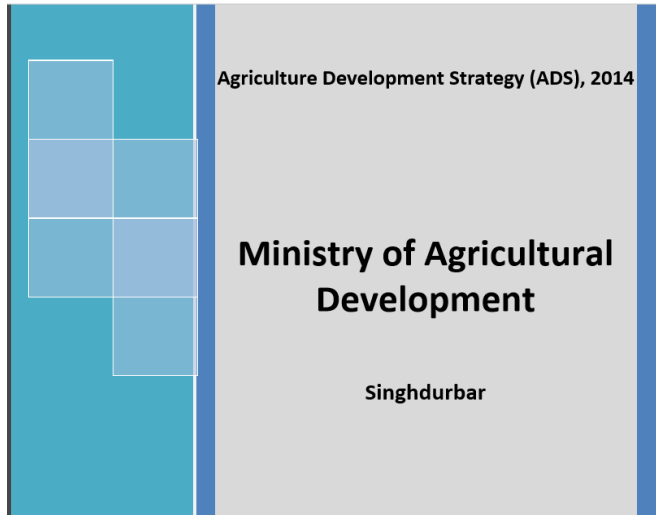 Agriculture Development Strategy (ADS), 2014
Ministry of Agricultural
Development
Singhdurbar